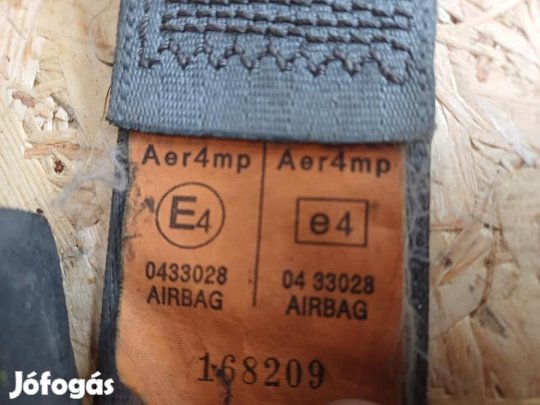 Aer4mp Aer4mp
E4 e4
0433028 04 33028
AIRBAG AIRBAG
168209
Jófogás